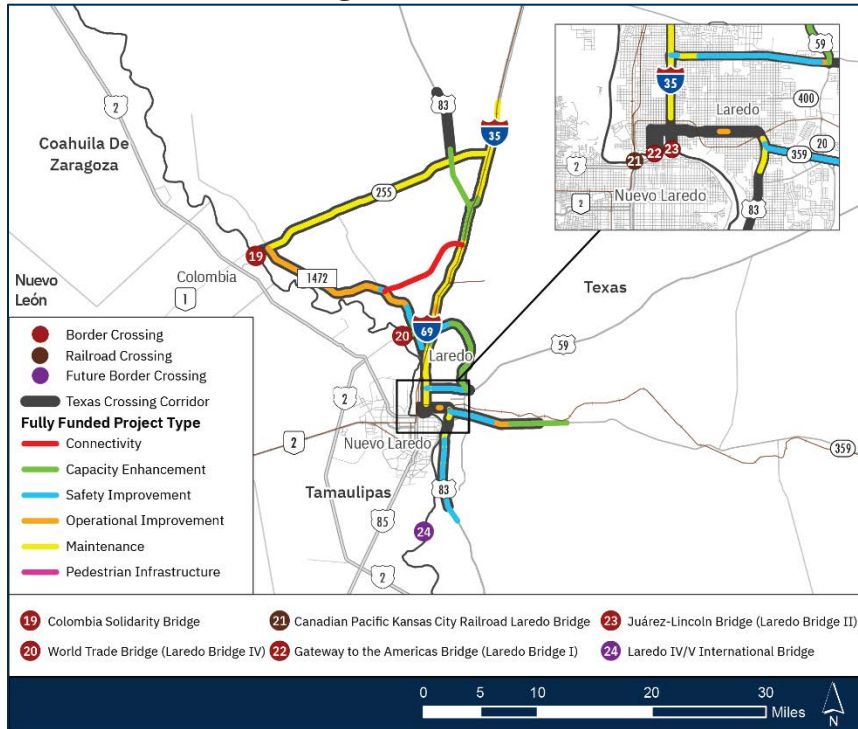 83
35
2
Coahuila De
Zaragoza
255
19
Colombia
1472
Nuevo
León
1
Texas
20
69
Laredo
59
2
Nuevo Laredo
2
Tamaulipas
83
359
85
24
2
59
35
Laredo
400
20
21
22
23
359
2
Nuevo Laredo
2
83
Border Crossing
Railroad Crossing
Future Border Crossing
Texas Crossing Corridor
Fully Funded Project Type
Connectivity
Capacity Enhancement
Safety Improvement
Operational Improvement
Maintenance
Pedestrian Infrastructure
19 Colombia Solidarity Bridge
21 Canadian Pacific Kansas City Railroad Laredo Bridge
23 Juárez-Lincoln Bridge (Laredo Bridge II)
20 World Trade Bridge (Laredo Bridge IV)
22 Gateway to the Americas Bridge (Laredo Bridge I)
24 Laredo IV/V International Bridge
0 5 10 20 30
Miles
N